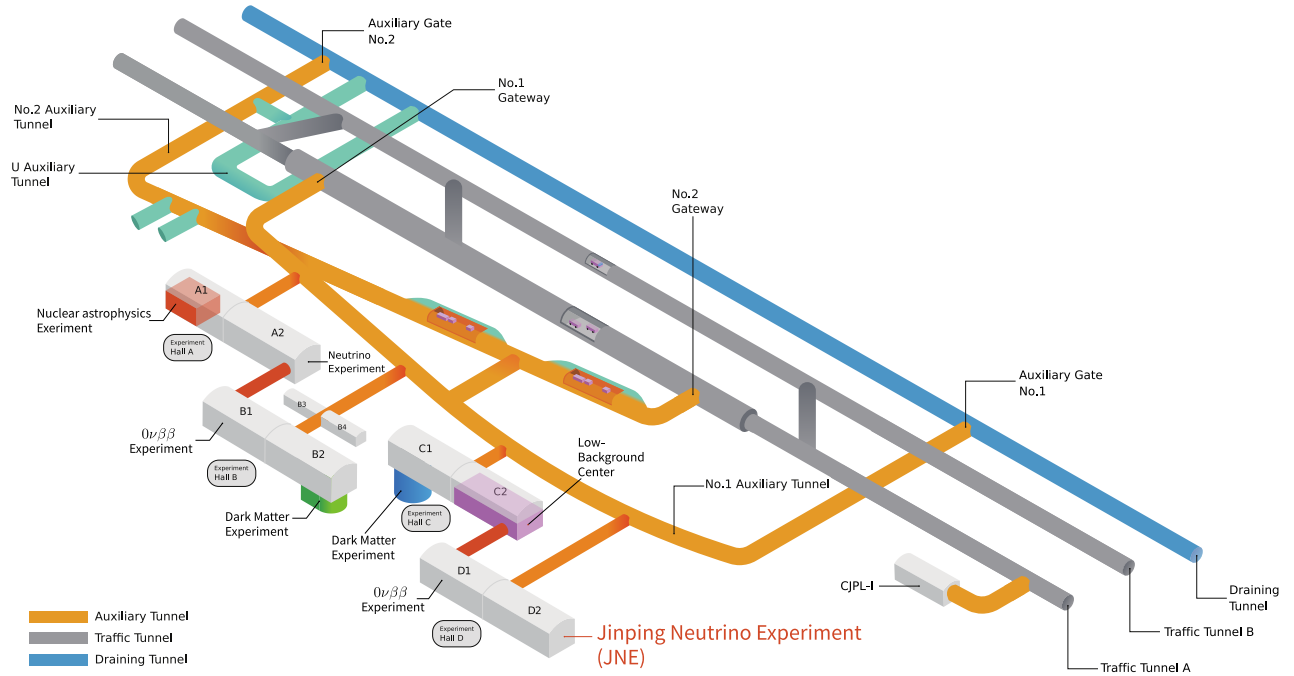 Auxiliary Gate
No.2
No.1
Gateway
No.2 Auxiliary
Tunnel
U Auxiliary
Tunnel
No.2
Gateway
A1
Nuclear astrophysics
Exeriment
A2
Experiment
Hall A
Neutrino
Experiment
Auxiliary Gate
No.1
B3
B1
B4
0νββ
Experiment
B2
Experiment
Hall B
C1
Low-
Background
Center
C2
No.1 Auxiliary Tunnel
Dark Matter
Experiment
Experiment
Hall C
Dark Matter
Experiment
D1
0νββ
Experiment
CJPL-I
D2
Draining
Tunnel
Experiment
Hall D
Jinping Neutrino Experiment
(JNE)
Traffic Tunnel B
Traffic Tunnel A
Auxiliary Tunnel
Traffic Tunnel
Draining Tunnel